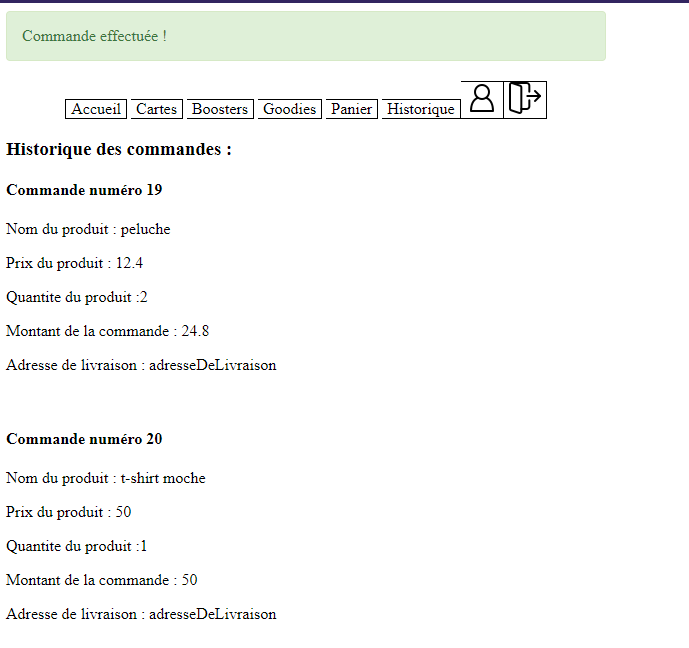 Commande effectuée !
Accueil Cartes Boosters Goodies Panier Historique
Historique des commandes :
Commande numéro 19
Nom du produit : peluche
Prix du produit : 12.4
Quantite du produit :2
Montant de la commande : 24.8
Adresse de livraison : adresseDeLivraison
Commande numéro 20
Nom du produit : t-shirt moche
Prix du produit : 50
Quantite du produit :1
Montant de la commande : 50
Adresse de livraison : adresseDeLivraison